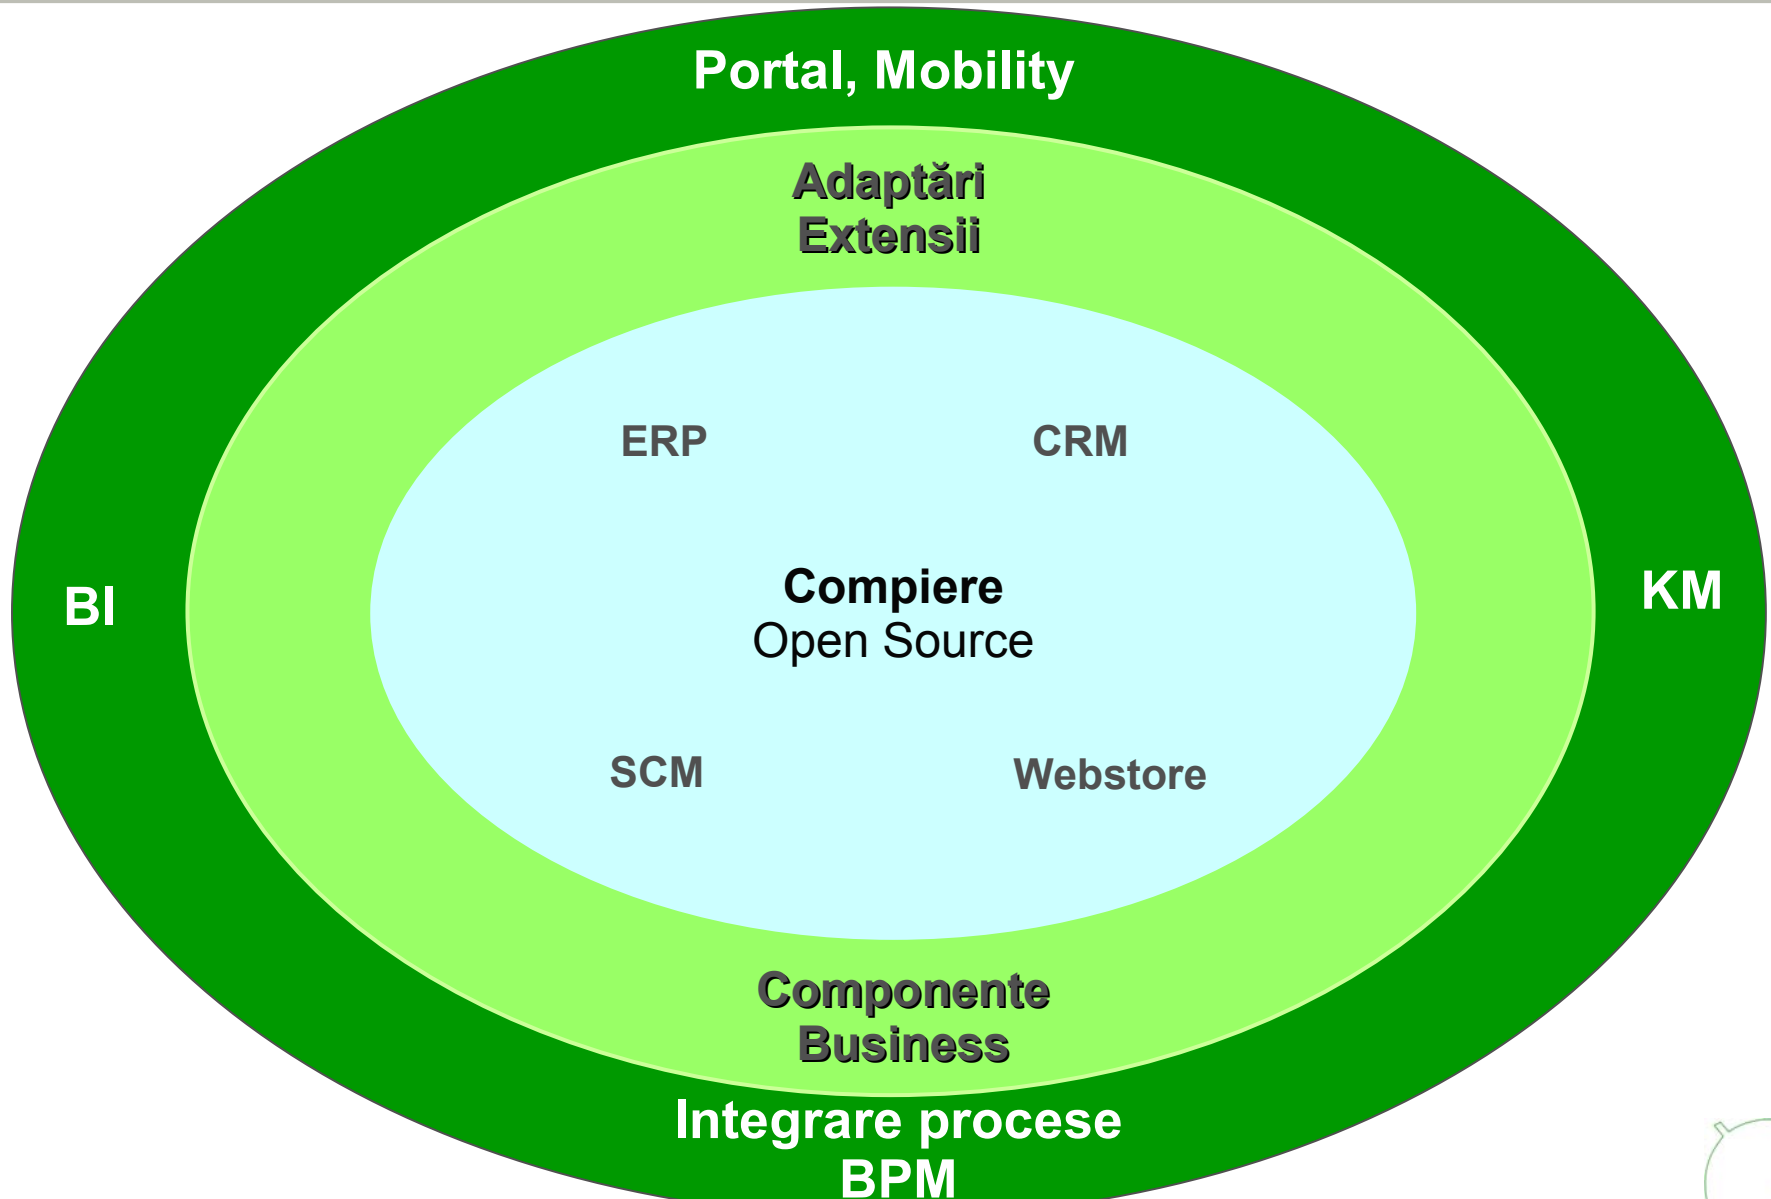 Portal, Mobility
Adaptări
Extensii
ERP
CRM
Compiere
Open Source
BI
KM
SCM
Webstore
Componente
Business
Integrare procese
BPM